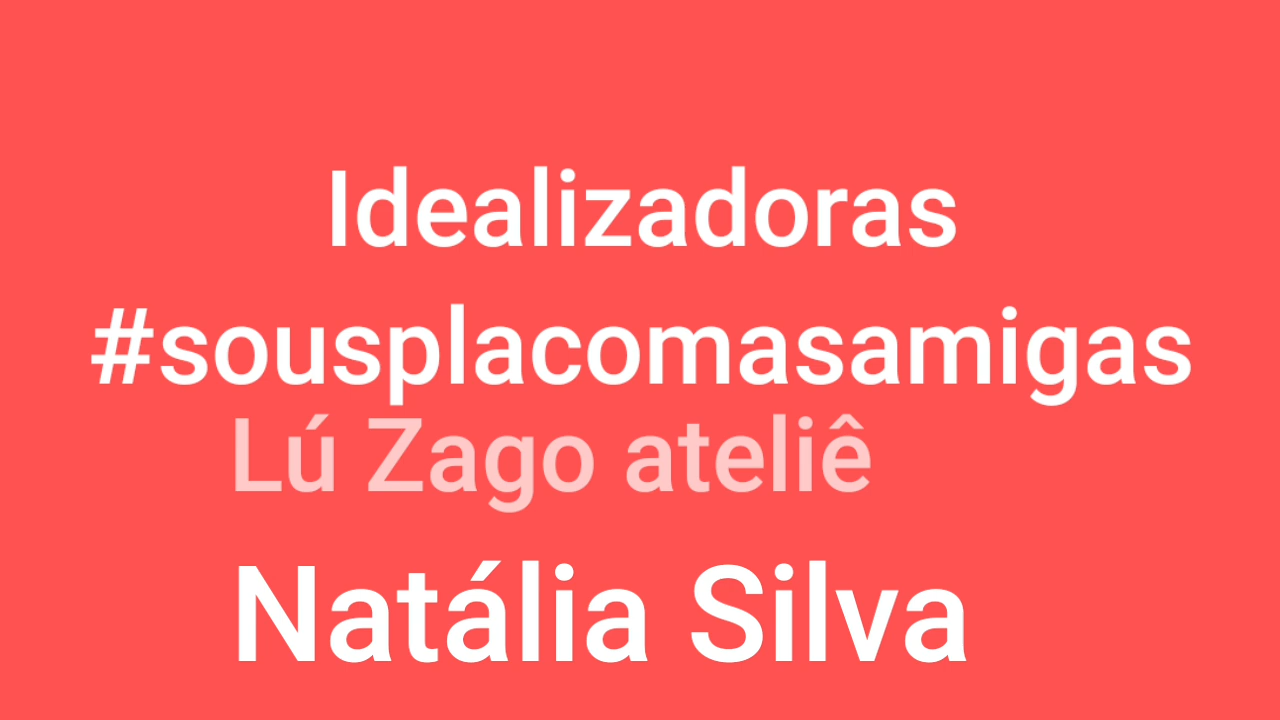 Idealizadoras
#sousplacomasamigas
Lú Zago ateliê
Natália Silva